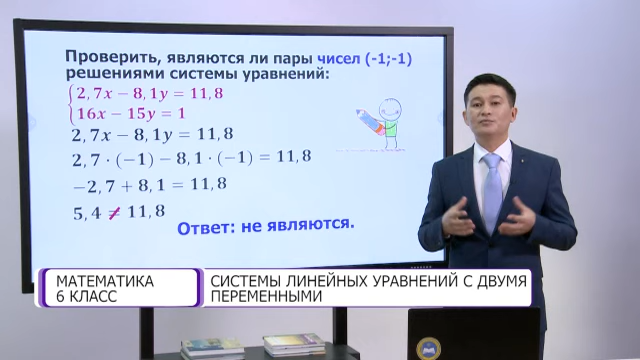 Проверить, являются ли пары чисел (-1;-1)
решениями системы уравнений:
{2,7x − 8,1y = 11,8
16x − 15y = 1
2,7x − 8,1y = 11,8
2,7 · (−1) − 8,1 · (−1) = 11,8
−2,7 + 8,1 = 11,8
5,4 ≠ 11,8
Ответ: не являются.
МАТЕМАТИКА
6 КЛАСС
СИСТЕМЫ ЛИНЕЙНЫХ УРАВНЕНИЙ С ДВУМЯ
ПЕРЕМЕННЫМИ